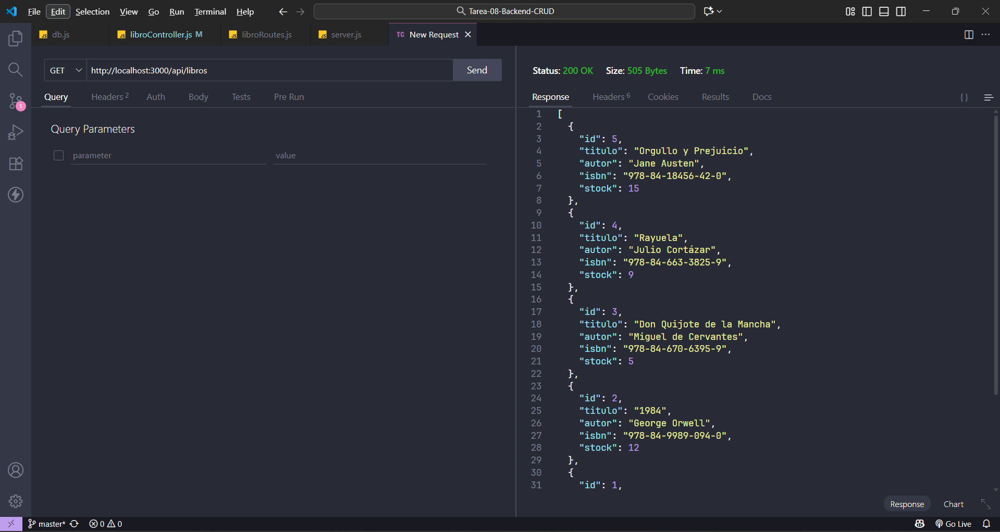 File Edit Selection View Go Run Terminal Help
Tarea-08-Backend-CRUD
JS db.js
JS libroController.js M
JS libroRoutes.js
JS server.js
TC New Request
GET http://localhost:3000/api/libros Send
Query Headers 2 Auth Body Tests Pre Run
Query Parameters
parameter value
1
Status: 200 OK Size: 505 Bytes Time: 7 ms
Response Headers 6 Cookies Results Docs { }
1 [
2 {
3 "id": 5,
4 "titulo": "Orgullo y Prejuicio",
5 "autor": "Jane Austen",
6 "isbn": "978-84-18456-42-0",
7 "stock": 15
8 },
9 {
10 "id": 4,
11 "titulo": "Rayuela",
12 "autor": "Julio Cortázar",
13 "isbn": "978-84-663-3825-9",
14 "stock": 9
15 },
16 {
17 "id": 3,
18 "titulo": "Don Quijote de la Mancha",
19 "autor": "Miguel de Cervantes",
20 "isbn": "978-84-670-6395-9",
21 "stock": 5
22 },
23 {
24 "id": 2,
25 "titulo": "1984",
26 "autor": "George Orwell",
27 "isbn": "978-84-9989-094-0",
28 "stock": 12
29 },
30 {
31 "id": 1,
Response Chart
master* 0 0 Go Live